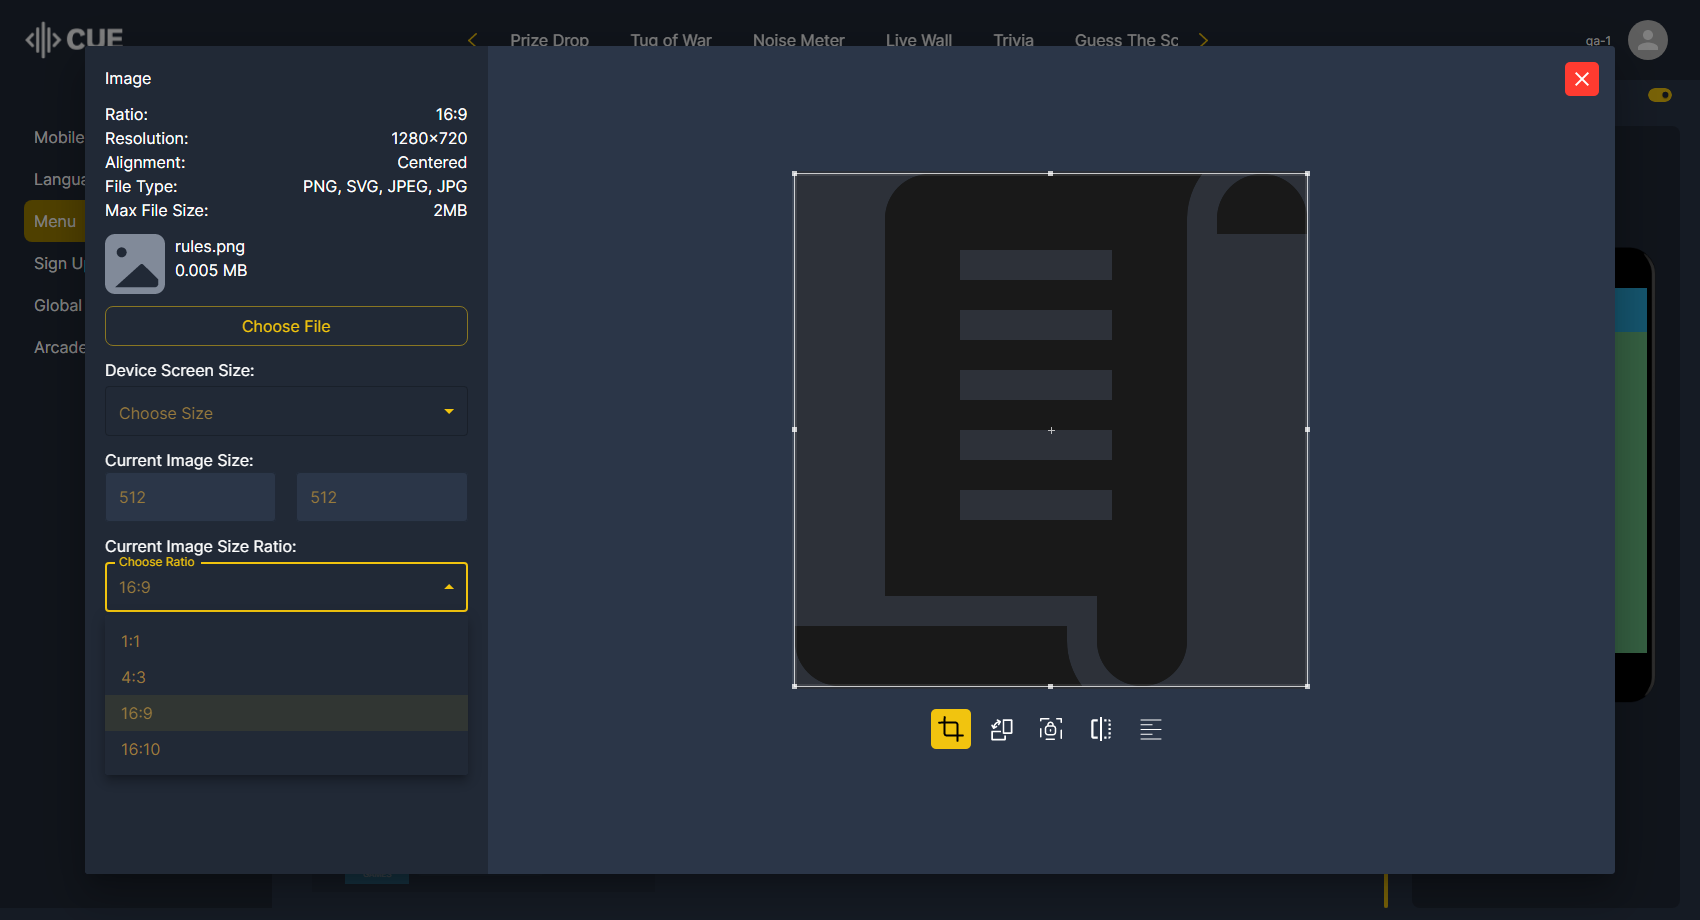 CUE
Prize Drop
Tug of War
Noise Meter
Live Wall
Trivia
Guess The Sc
qa-1
Mobile
Langua
Menu
Sign U
Global
Arcade
Image
Ratio: 16:9
Resolution: 1280×720
Alignment: Centered
File Type: PNG, SVG, JPEG, JPG
Max File Size: 2MB
rules.png
0.005 MB
Choose File
Device Screen Size:
Choose Size
Current Image Size:
512 512
Current Image Size Ratio:
Choose Ratio
16:9
1:1
4:3
16:9
16:10